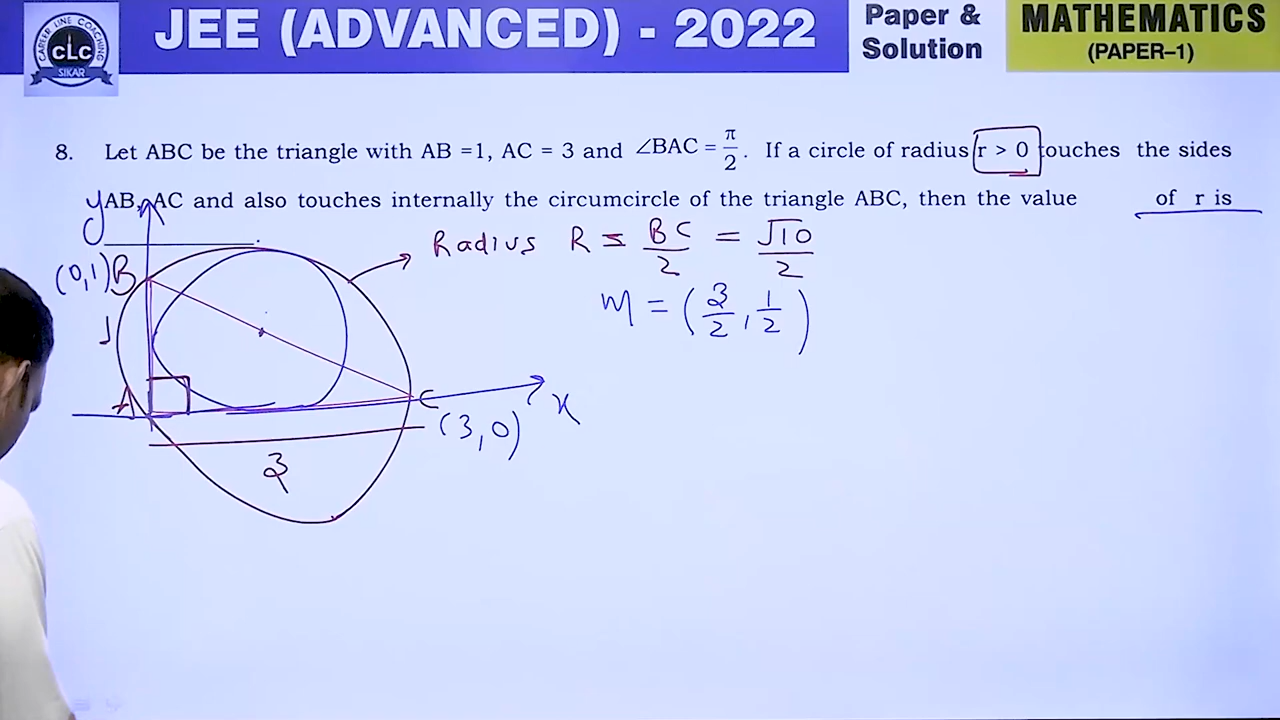 CAREER LINE COACHING
CLC
SIKAR
JEE (ADVANCED) - 2022
Paper &
Solution
MATHEMATICS
(PAPER–1)
8. Let ABC be the triangle with AB =1, AC = 3 and ∠BAC = π/2. If a circle of radius r > 0 touches the sides
AB, AC and also touches internally the circumcircle of the triangle ABC, then the value of r is
y
Radius R = BC/2 = √10/2
(0,1) B
M = (3/2, 1/2)
1
A
C
x
(3,0)
3